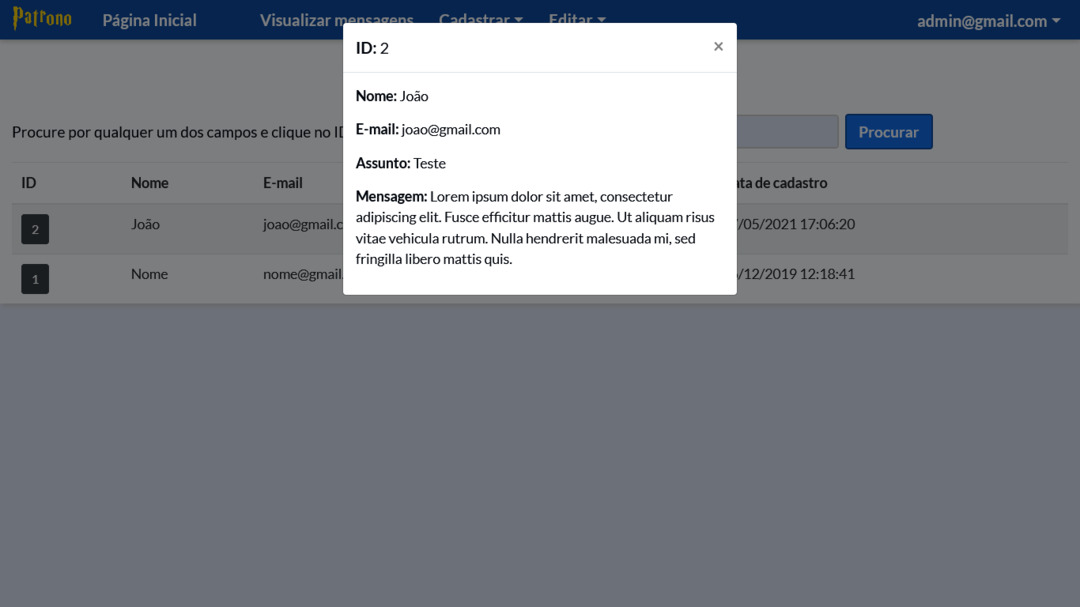 Patrono Página Inicial Visualizar mensagens Cadastrar Editar admin@gmail.com
ID: 2 ×
Nome: João
E-mail: joao@gmail.com
Assunto: Teste
Mensagem: Lorem ipsum dolor sit amet, consectetur
adipiscing elit. Fusce efficitur mattis augue. Ut aliquam risus
vitae vehicula rutrum. Nulla hendrerit malesuada mi, sed
fringilla libero mattis quis.
Procure por qualquer um dos campos e clique no ID Procurar
ID Nome E-mail de cadastro
2 João joao@gmail.c /05/2021 17:06:20
1 Nome nome@gmail. /12/2019 12:18:41